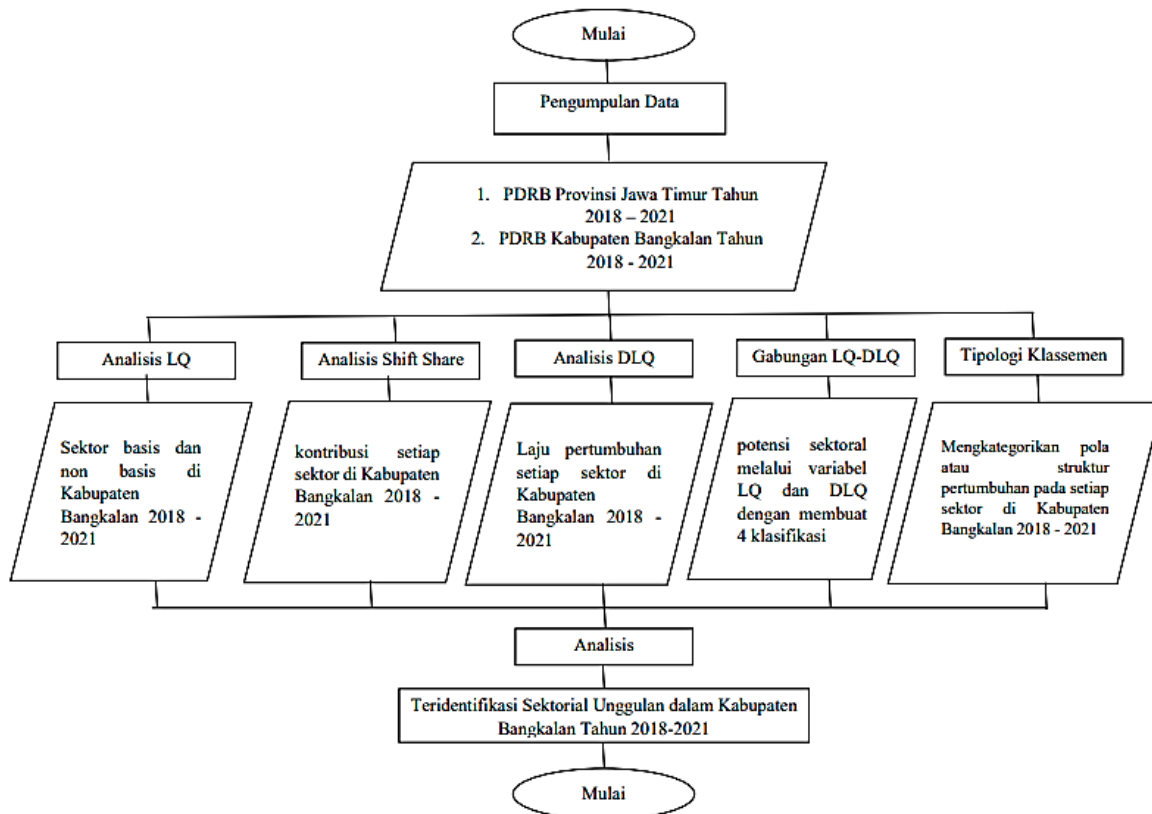 Mulai
Pengumpulan Data
1. PDRB Provinsi Jawa Timur Tahun
2018 – 2021
2. PDRB Kabupaten Bangkalan Tahun
2018 - 2021
Analisis LQ
Analisis Shift Share
Analisis DLQ
Gabungan LQ-DLQ
Tipologi Klassemen
Sektor basis dan
non basis di
Kabupaten
Bangkalan 2018 -
2021
kontribusi setiap
sektor di Kabupaten
Bangkalan 2018 -
2021
Laju pertumbuhan
setiap sektor di
Kabupaten
Bangkalan 2018 -
2021
potensi sektoral
melalui variabel
LQ dan DLQ
dengan membuat
4 klasifikasi
Mengkategorikan pola
atau struktur
pertumbuhan pada setiap
sektor di Kabupaten
Bangkalan 2018 - 2021
Analisis
Teridentifikasi Sektorial Unggulan dalam Kabupaten
Bangkalan Tahun 2018-2021
Mulai